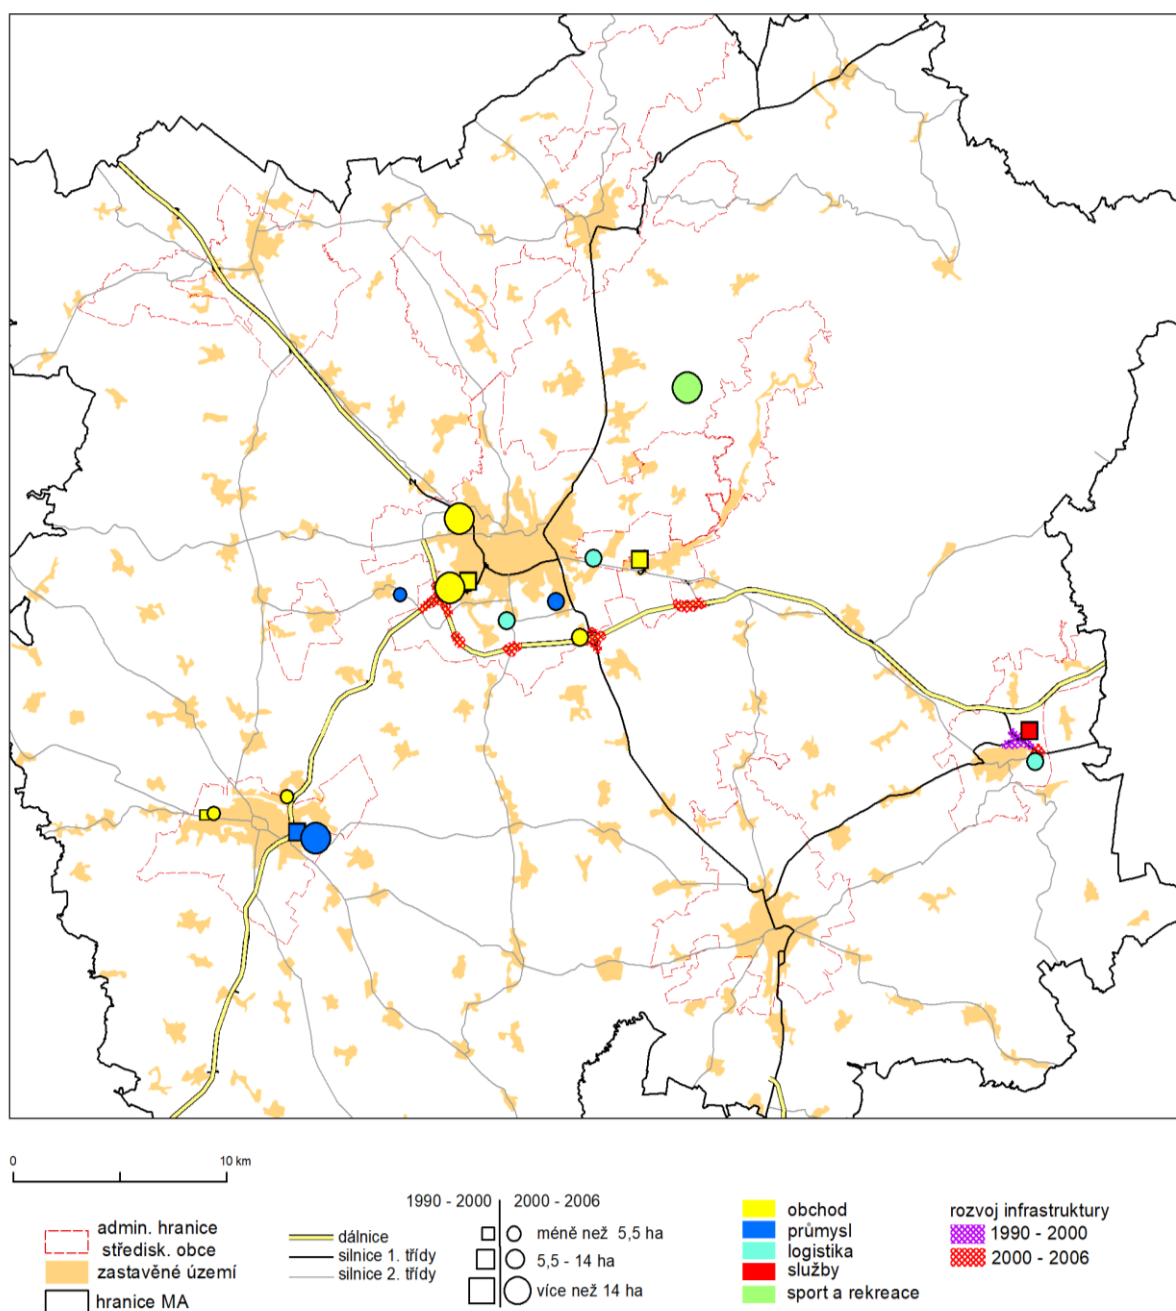 0 10 km
admin. hranice
středisk. obce
zastavěné území
hranice MA
dálnice
silnice 1. třídy
silnice 2. třídy
1990 - 2000 2000 - 2006
méně než 5,5 ha
5,5 - 14 ha
více než 14 ha
obchod
průmysl
logistika
služby
sport a rekreace
rozvoj infrastruktury
1990 - 2000
2000 - 2006